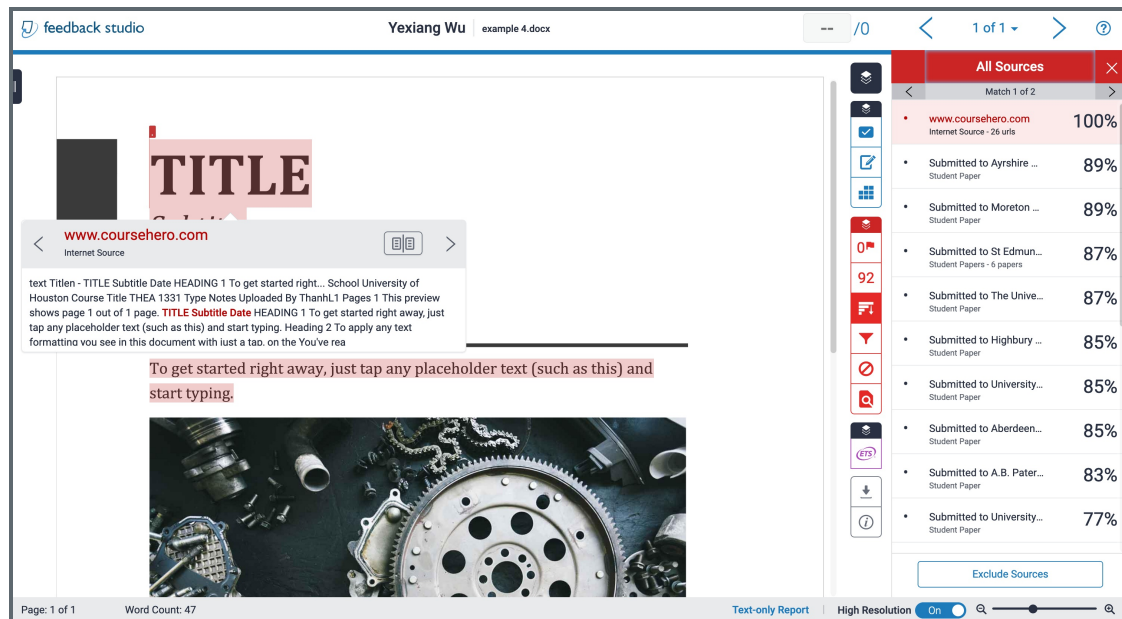 feedback studio
Yexiang Wu
example 4.docx
-- /0
1 of 1
All Sources
Match 1 of 2
www.coursehero.com
100%
Internet Source - 26 urls
Submitted to Ayrshire ...
89%
Student Paper
Submitted to Moreton ...
89%
Student Paper
Submitted to St Edmun...
87%
Student Papers - 6 papers
Submitted to The Unive...
87%
Student Paper
Submitted to Highbury ...
85%
Student Paper
Submitted to University...
85%
Student Paper
Submitted to Aberdeen...
85%
Student Paper
Submitted to A.B. Pater...
83%
Student Paper
Submitted to University...
77%
Student Paper
Exclude Sources
0
92
ETS
TITLE
www.coursehero.com
Internet Source
text Titlen - TITLE Subtitle Date HEADING 1 To get started right... School University of
Houston Course Title THEA 1331 Type Notes Uploaded By ThanhL1 Pages 1 This preview
shows page 1 out of 1 page. TITLE Subtitle Date HEADING 1 To get started right away, just
tap any placeholder text (such as this) and start typing. Heading 2 To apply any text
formatting you see in this document with just a tap, on the You've rea
To get started right away, just tap any placeholder text (such as this) and
start typing.
Page: 1 of 1
Word Count: 47
Text-only Report
High Resolution
On